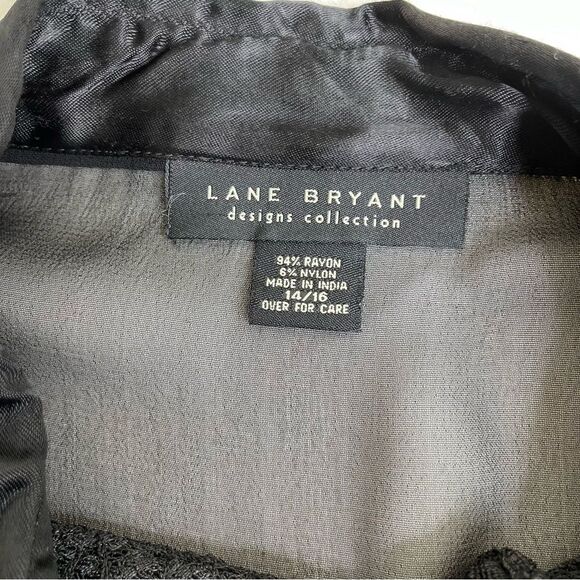 LANE BRYANT
designs collection
94% RAYON
6% NYLON
MADE IN INDIA
14/16
OVER FOR CARE